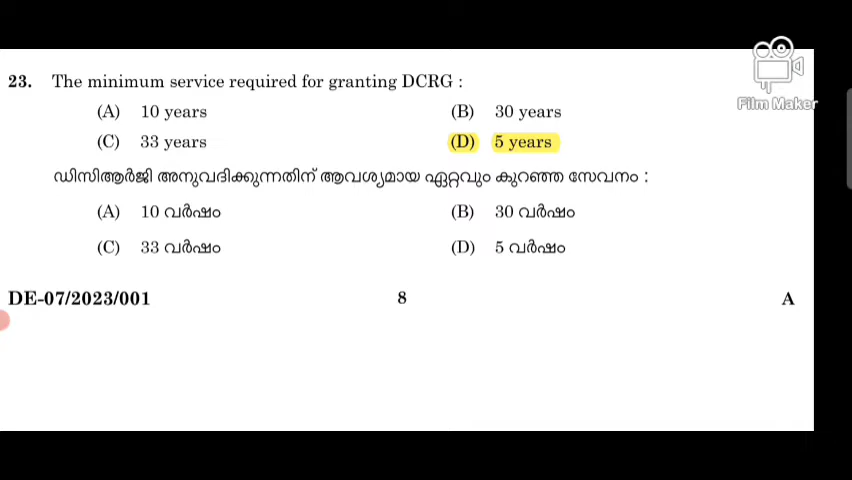 23. The minimum service required for granting DCRG :
(A) 10 years (B) 30 years
(C) 33 years (D) 5 years
ഡിസിആർജി അനുവദിക്കുന്നതിന് ആവശ്യമായ ഏറ്റവും കുറഞ്ഞ സേവനം :
(A) 10 വർഷം (B) 30 വർഷം
(C) 33 വർഷം (D) 5 വർഷം
DE-07/2023/001 8 A
Film Maker